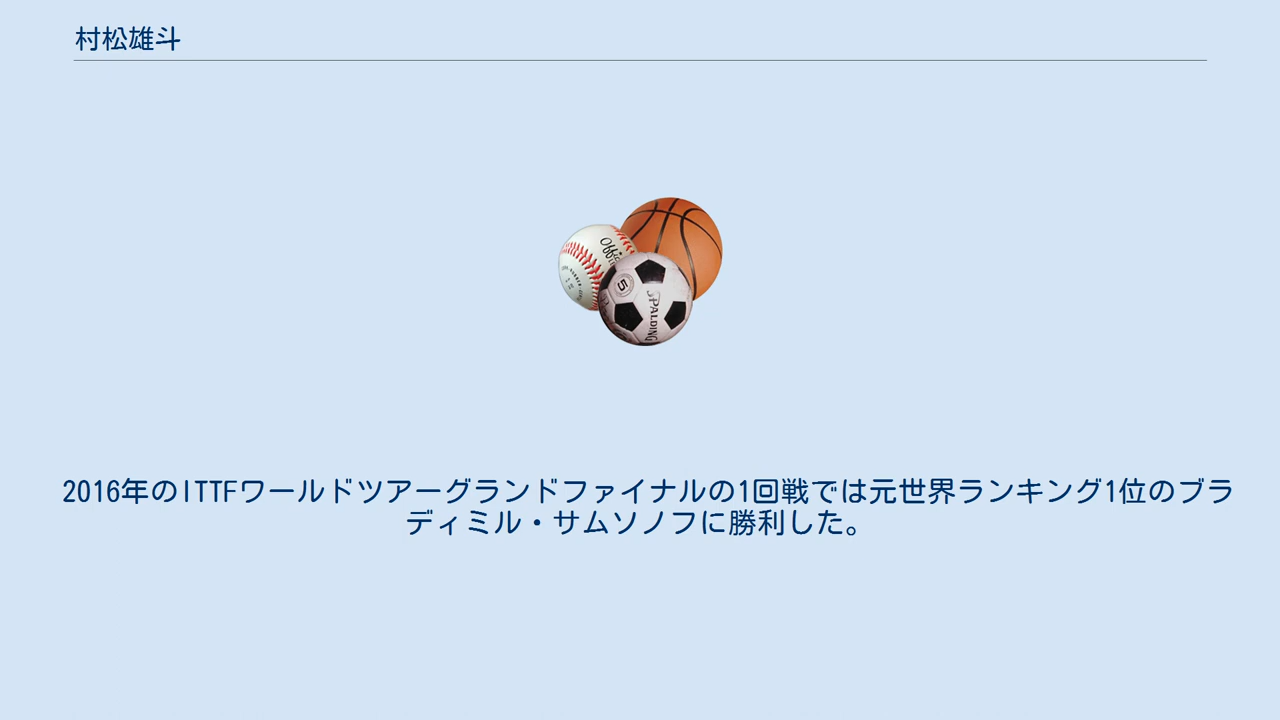 村松雄斗
Offic
5
SPALDING
2016年のITTFワールドツアーグランドファイナルの1回戦では元世界ランキング1位のブラ
ディミル・サムソノフに勝利した。